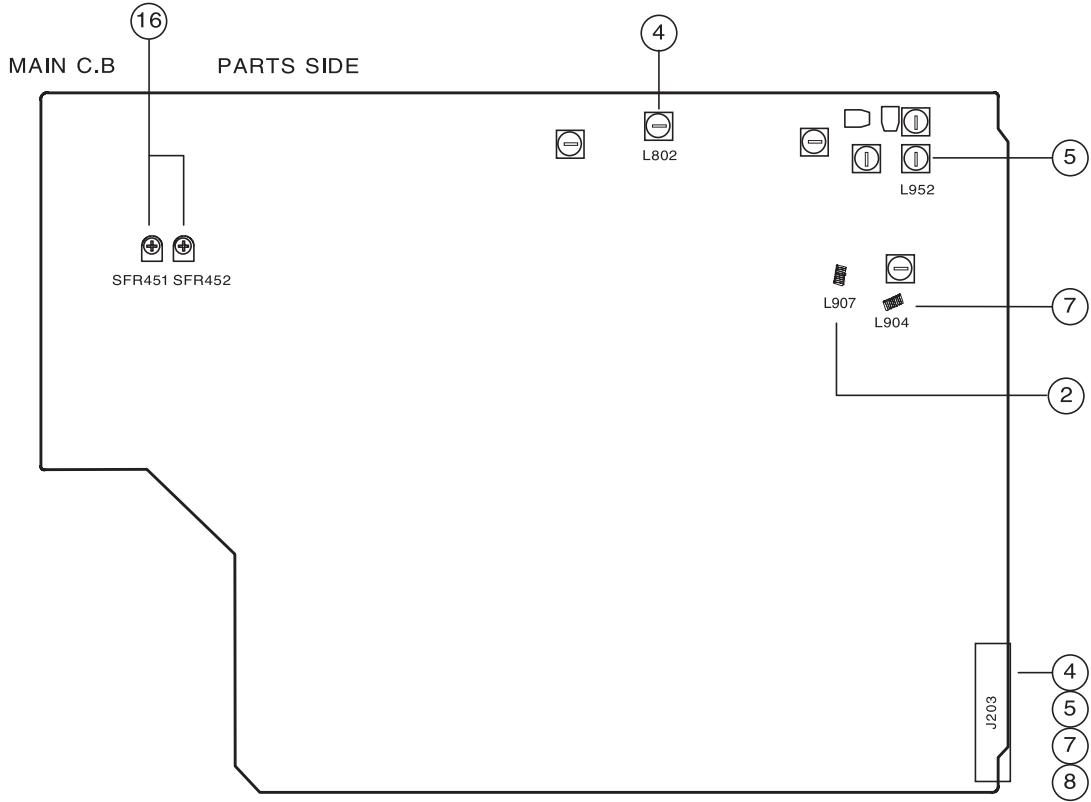 16
4
MAIN C.B PARTS SIDE
L802
5
L952
SFR451 SFR452
L907
7
L904
2
J203
4
5
7
8